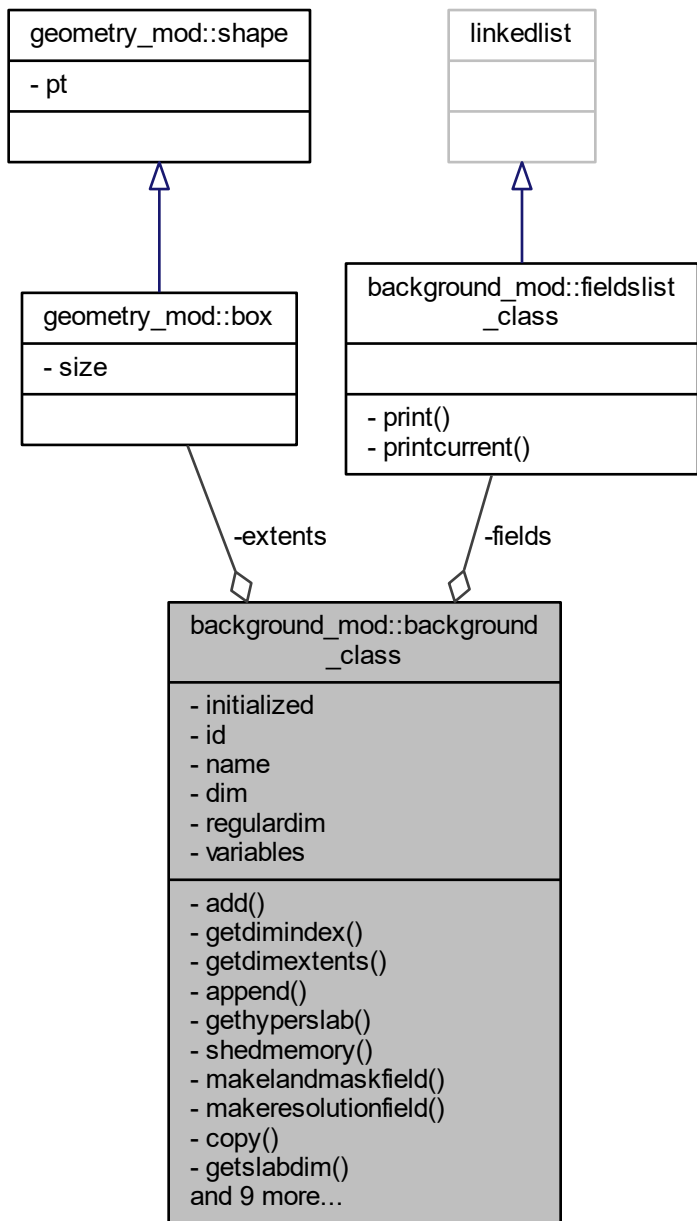 geometry_mod::shape
- pt
linkedlist
geometry_mod::box
- size
background_mod::fieldslist
_class
- print()
- printcurrent()
-extents
-fields
background_mod::background
_class
- initialized
- id
- name
- dim
- regulardim
- variables
- add()
- getdimindex()
- getdimextents()
- append()
- gethyperslab()
- shedmemory()
- makelandmaskfield()
- makeresolutionfield()
- copy()
- getslabdim()
and 9 more...